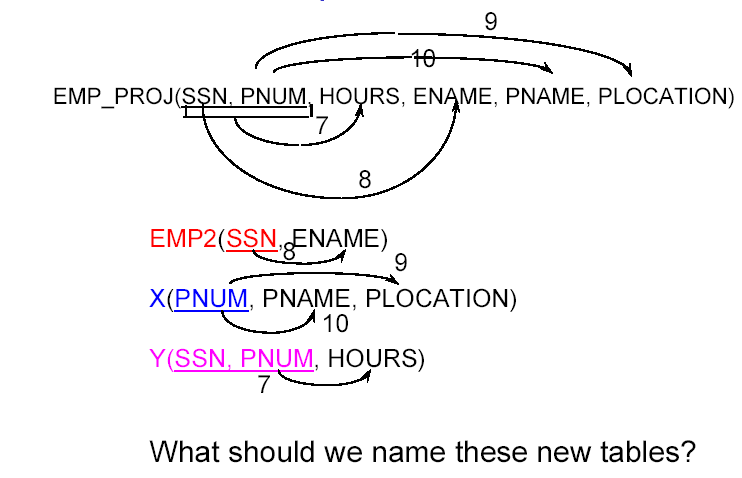 9
10
EMP_PROJ(SSN, PNUM, HOURS, ENAME, PNAME, PLOCATION)
7
8
EMP2(SSN, ENAME)
8
9
X(PNUM, PNAME, PLOCATION)
10
Y(SSN, PNUM, HOURS)
7
What should we name these new tables?